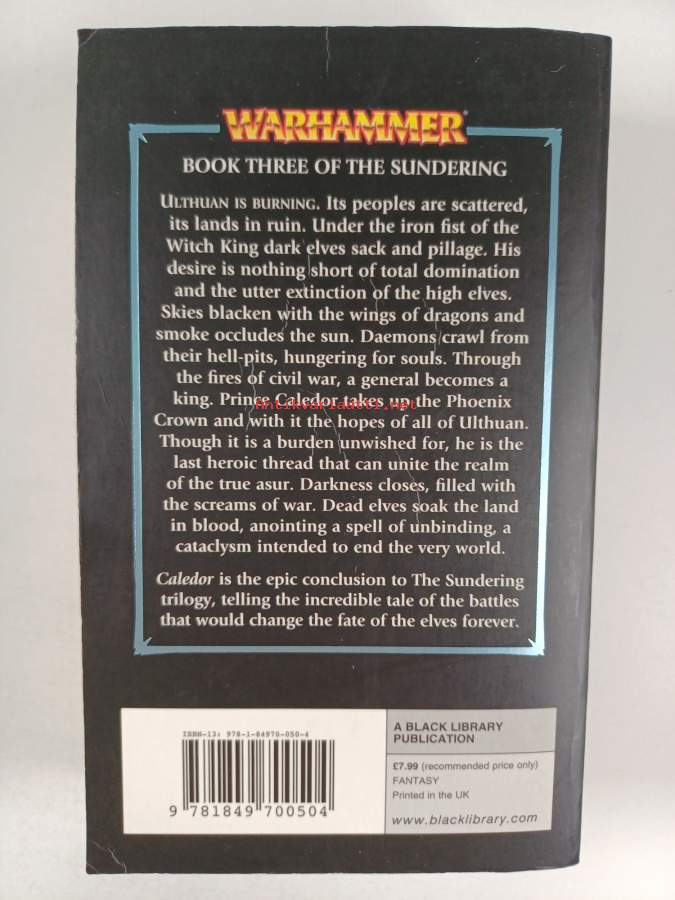 WARHAMMER
BOOK THREE OF THE SUNDERING
ULTHUAN IS BURNING. Its peoples are scattered,
its lands in ruin. Under the iron fist of the
Witch King dark elves sack and pillage. His
desire is nothing short of total domination
and the utter extinction of the high elves.
Skies blacken with the wings of dragons and
smoke occludes the sun. Daemons crawl from
their hell-pits, hungering for souls. Through
the fires of civil war, a general becomes a
king. Prince Caledor takes up the Phoenix
antikvariaatti.net
Crown and with it the hopes of all of Ulthuan.
Though it is a burden unwished for, he is the
last heroic thread that can unite the realm
of the true asur. Darkness closes, filled with
the screams of war. Dead elves soak the land
in blood, anointing a spell of unbinding, a
cataclysm intended to end the very world.
Caledor is the epic conclusion to The Sundering
trilogy, telling the incredible tale of the battles
that would change the fate of the elves forever.
ISBN-13: 978-1-84970-050-4
9 781849 700504
A BLACK LIBRARY
PUBLICATION
£7.99 (recommended price only)
FANTASY
Printed in the UK
www.blacklibrary.com